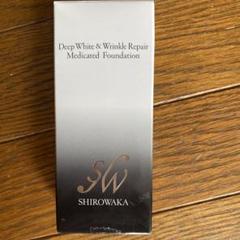 Deep White & Wrinkle Repair
Medicated Foundation
SW
SHIROWAKA